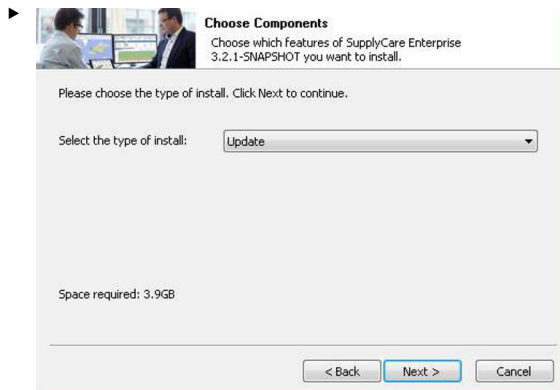 Choose Components
Choose which features of SupplyCare Enterprise
3.2.1-SNAPSHOT you want to install.
Please choose the type of install. Click Next to continue.
Select the type of install:
Update
Space required: 3.9GB
< Back
Next >
Cancel